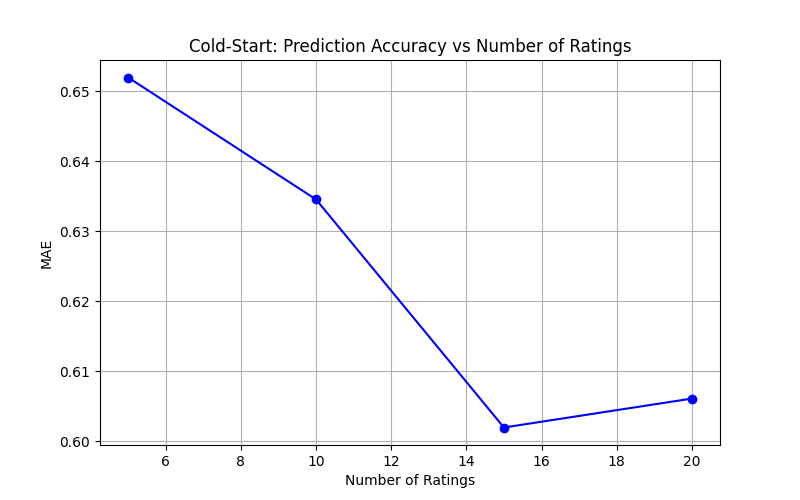 Cold-Start: Prediction Accuracy vs Number of Ratings
0.65
0.64
0.63
0.62
0.61
0.60
MAE
6 8 10 12 14 16 18 20
Number of Ratings